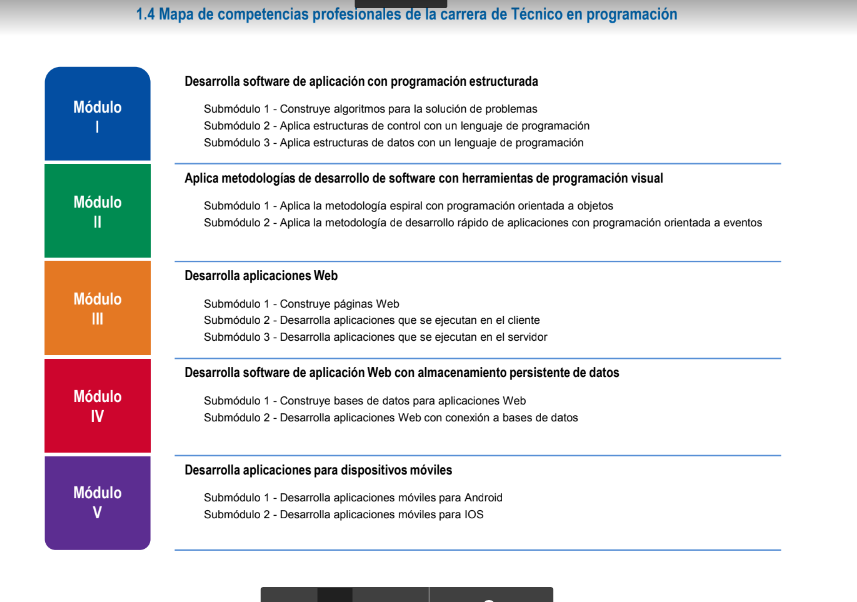 1.4 Mapa de competencias profesionales de la carrera de Técnico en programación
Módulo
I
Desarrolla software de aplicación con programación estructurada
Submódulo 1 - Construye algoritmos para la solución de problemas
Submódulo 2 - Aplica estructuras de control con un lenguaje de programación
Submódulo 3 - Aplica estructuras de datos con un lenguaje de programación
Módulo
II
Aplica metodologías de desarrollo de software con herramientas de programación visual
Submódulo 1 - Aplica la metodología espiral con programación orientada a objetos
Submódulo 2 - Aplica la metodología de desarrollo rápido de aplicaciones con programación orientada a eventos
Módulo
III
Desarrolla aplicaciones Web
Submódulo 1 - Construye páginas Web
Submódulo 2 - Desarrolla aplicaciones que se ejecutan en el cliente
Submódulo 3 - Desarrolla aplicaciones que se ejecutan en el servidor
Módulo
IV
Desarrolla software de aplicación Web con almacenamiento persistente de datos
Submódulo 1 - Construye bases de datos para aplicaciones Web
Submódulo 2 - Desarrolla aplicaciones Web con conexión a bases de datos
Módulo
V
Desarrolla aplicaciones para dispositivos móviles
Submódulo 1 - Desarrolla aplicaciones móviles para Android
Submódulo 2 - Desarrolla aplicaciones móviles para IOS